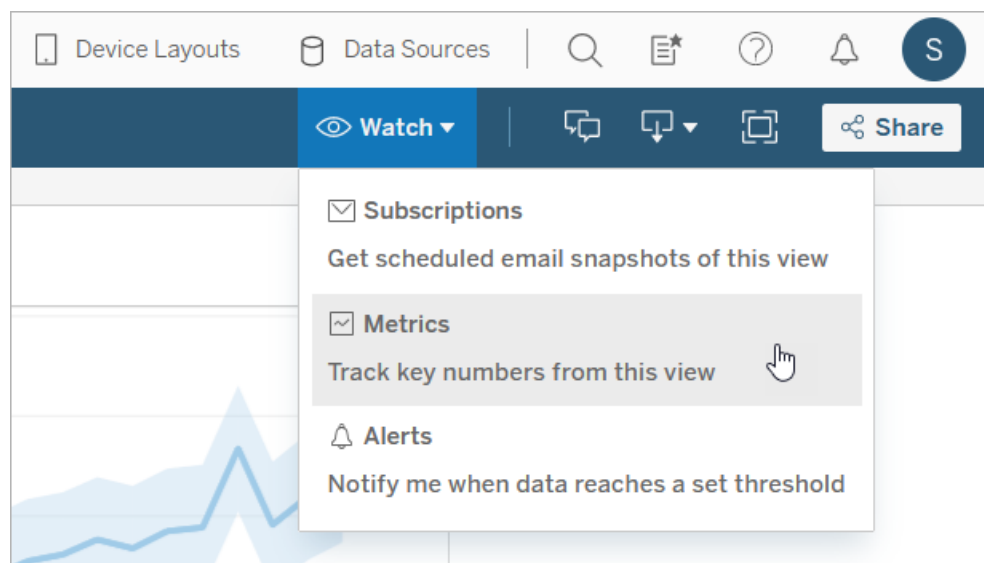 Device Layouts Data Sources S
Watch Share
Subscriptions
Get scheduled email snapshots of this view
Metrics
Track key numbers from this view
Alerts
Notify me when data reaches a set threshold